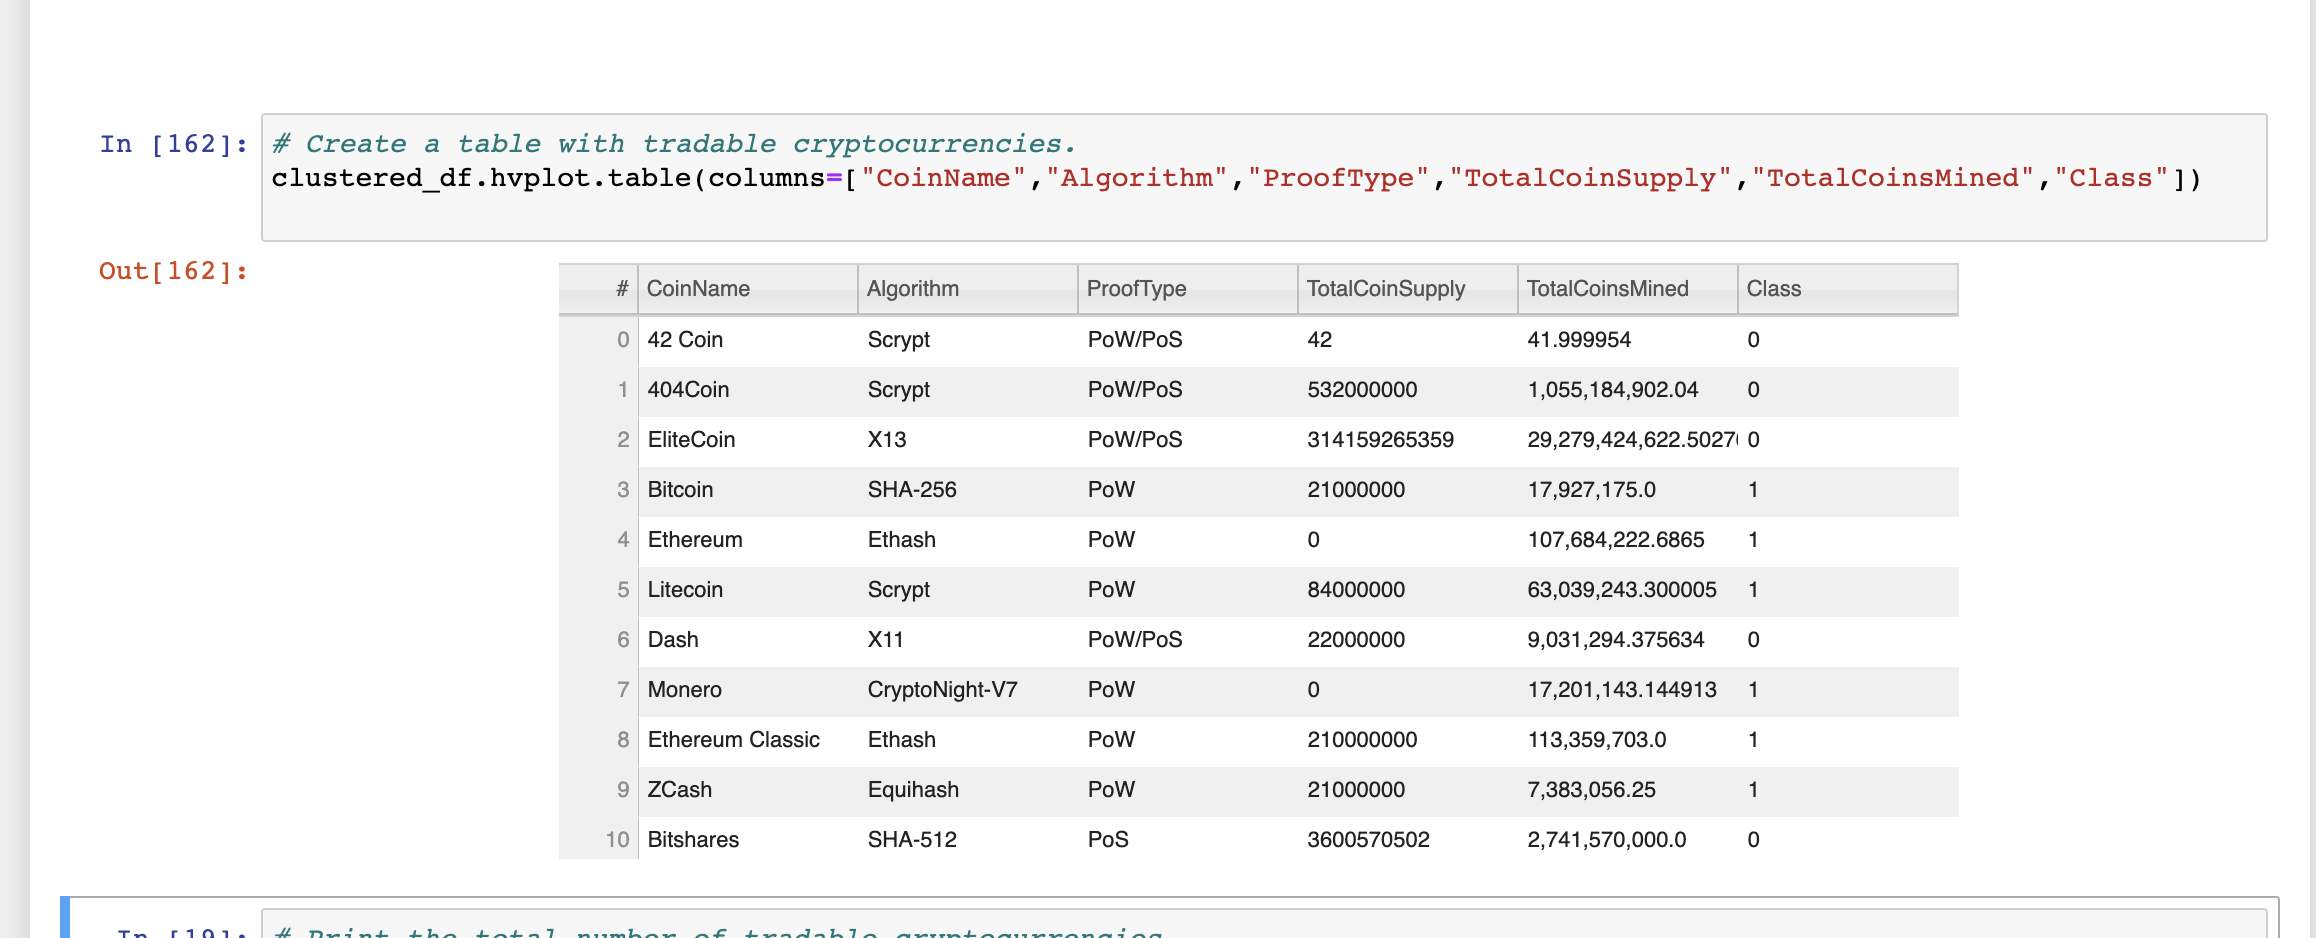 In [162]:
# Create a table with tradable cryptocurrencies.
clustered_df.hvplot.table(columns=["CoinName","Algorithm","ProofType","TotalCoinSupply","TotalCoinsMined","Class"])
Out[162]:
# CoinName Algorithm ProofType TotalCoinSupply TotalCoinsMined Class
0 42 Coin Scrypt PoW/PoS 42 41.999954 0
1 404Coin Scrypt PoW/PoS 532000000 1,055,184,902.04 0
2 EliteCoin X13 PoW/PoS 314159265359 29,279,424,622.5027 0
3 Bitcoin SHA-256 PoW 21000000 17,927,175.0 1
4 Ethereum Ethash PoW 0 107,684,222.6865 1
5 Litecoin Scrypt PoW 84000000 63,039,243.300005 1
6 Dash X11 PoW/PoS 22000000 9,031,294.375634 0
7 Monero CryptoNight-V7 PoW 0 17,201,143.144913 1
8 Ethereum Classic Ethash PoW 210000000 113,359,703.0 1
9 ZCash Equihash PoW 21000000 7,383,056.25 1
10 Bitshares SHA-512 PoS 3600570502 2,741,570,000.0 0
In [19]:
# Print the total number of tradable cryptocurrencies.